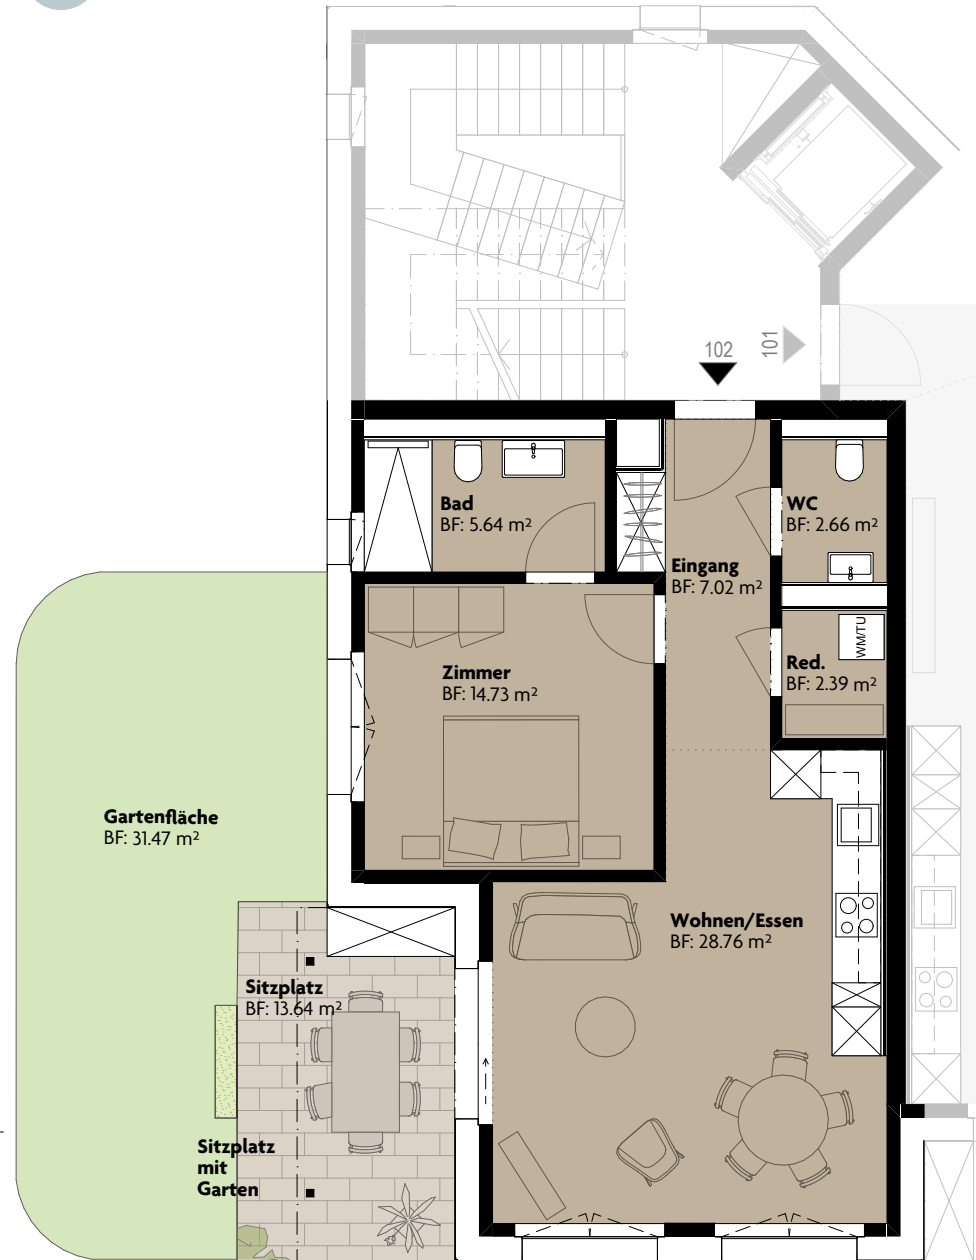 102
101
Bad
BF: 5.64 m²
WC
BF: 2.66 m²
Eingang
BF: 7.02 m²
WM/TU
Zimmer
BF: 14.73 m²
Red.
BF: 2.39 m²
Gartenfläche
BF: 31.47 m²
Wohnen/Essen
BF: 28.76 m²
Sitzplatz
BF: 13.64 m²
Sitzplatz
mit
Garten